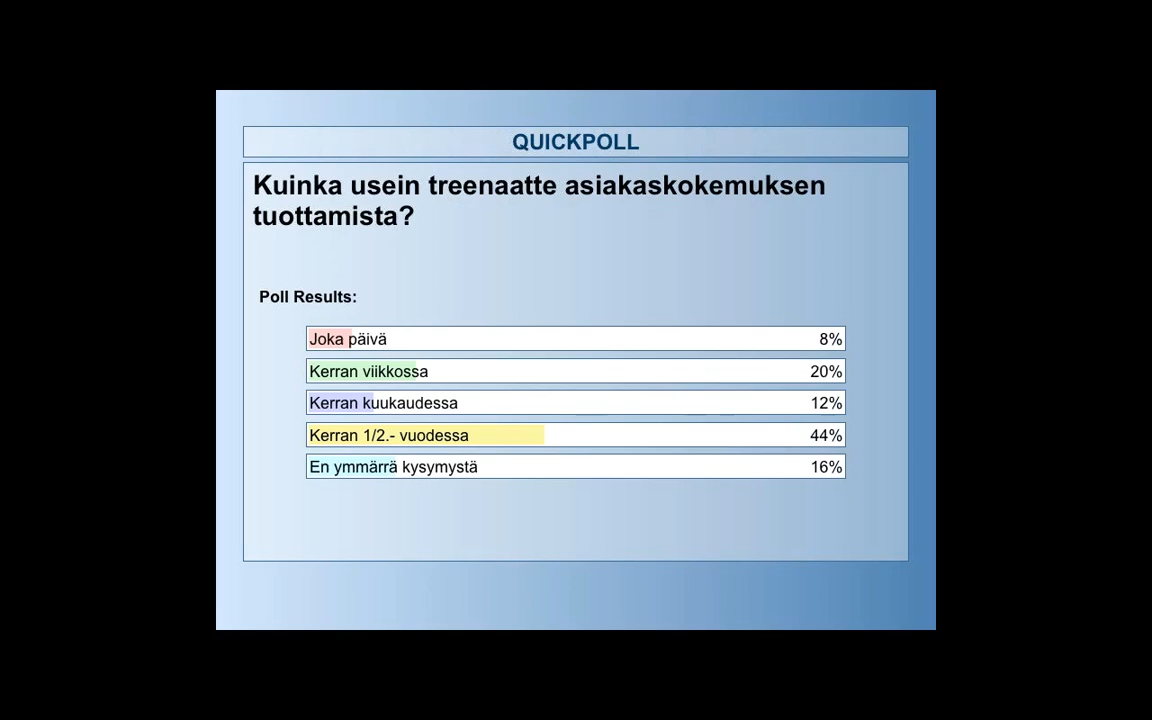 QUICKPOLL
Kuinka usein treenaatte asiakaskokemuksen
tuottamista?
Poll Results:
Joka päivä 8%
Kerran viikkossa 20%
Kerran kuukaudessa 12%
Kerran 1/2.- vuodessa 44%
En ymmärrä kysymystä 16%